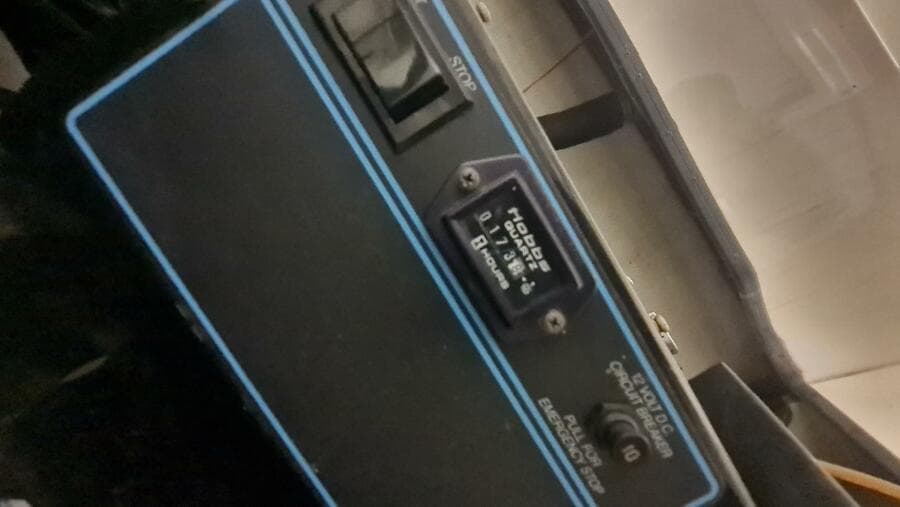 STOP
Hobbs
QUARTZ
0173
HOURS
12 VOLT D.C.
CIRCUIT BREAKER
10
PULL FOR
EMERGENCY STOP